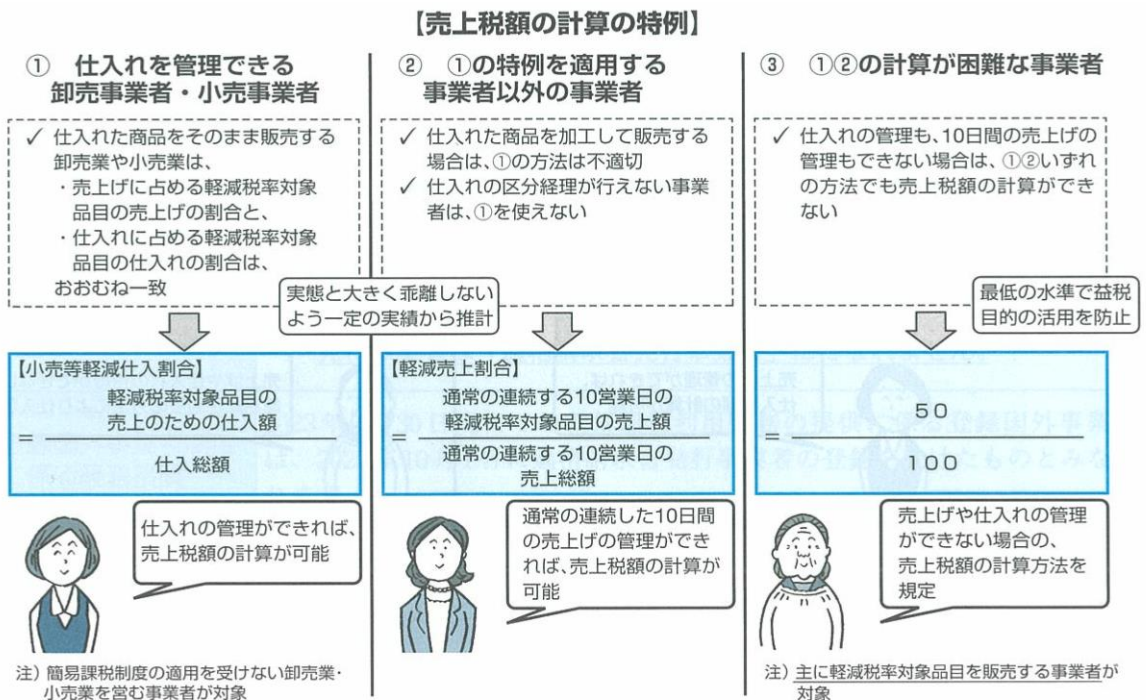 【売上税額の計算の特例】
① 仕入れを管理できる
卸売事業者・小売事業者
✓ 仕入れた商品をそのまま販売する
卸売業や小売業は、
・売上げに占める軽減税率対象
品目の売上げの割合と、
・仕入れに占める軽減税率対象
品目の仕入れの割合は、
おおむね一致
【小売等軽減仕入割合】
軽減税率対象品目の
売上のための仕入額
=
仕入総額
仕入れの管理ができれば、
売上税額の計算が可能
注）簡易課税制度の適用を受けない卸売業・
小売業を営む事業者が対象
② ①の特例を適用する
事業者以外の事業者
✓ 仕入れた商品を加工して販売する
場合は、①の方法は不適切
✓ 仕入れの区分経理が行えない事業
者は、①を使えない
実態と大きく乖離しない
よう一定の実績から推計
【軽減売上割合】
通常の連続する10営業日の
軽減税率対象品目の売上額
=
通常の連続する10営業日の
売上総額
通常の連続した10日間
の売上げの管理ができ
れば、売上税額の計算が
可能
③ ①②の計算が困難な事業者
✓ 仕入れの管理も、10日間の売上げの
管理もできない場合は、①②いずれ
の方法でも売上税額の計算ができ
ない
最低の水準で益税
目的の活用を防止
50
=
100
売上げや仕入れの管理
ができない場合の、
売上税額の計算方法を
規定
注）主に軽減税率対象品目を販売する事業者が
対象